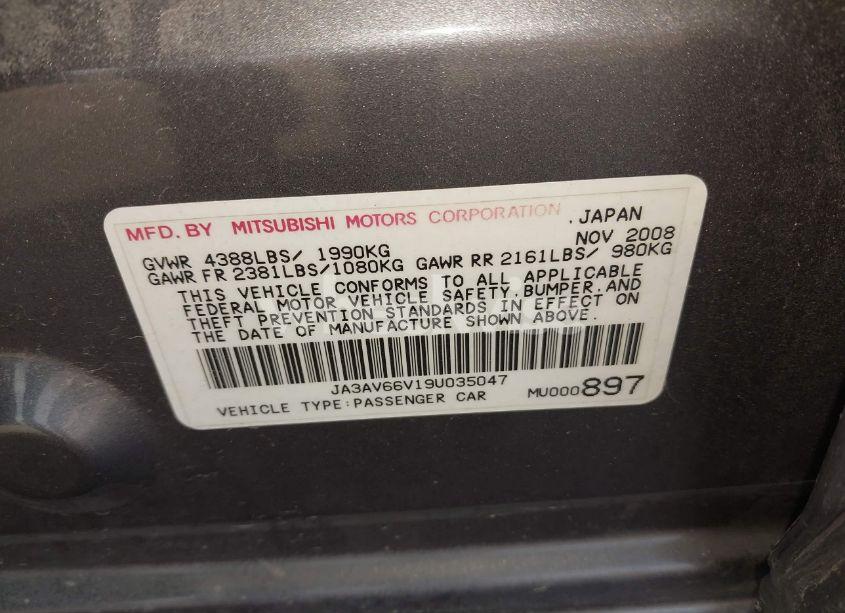 MFD. BY MITSUBISHI MOTORS CORPORATION . JAPAN
NOV 2008
GVWR 4388LBS/ 1990KG
GAWR FR 2381LBS/1080KG GAWR RR 2161LBS/ 980KG
THIS VEHICLE CONFORMS TO ALL APPLICABLE
FEDERAL MOTOR VEHICLE SAFETY, BUMPER, AND
THEFT PREVENTION STANDARDS IN EFFECT ON
THE DATE OF MANUFACTURE SHOWN ABOVE.
JA3AV66V19U035047
VEHICLE TYPE:PASSENGER CAR MU000897